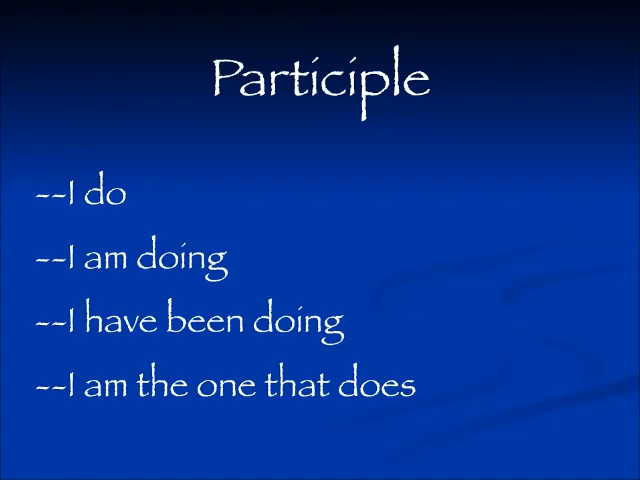 Participle
--I do
--I am doing
--I have been doing
--I am the one that does